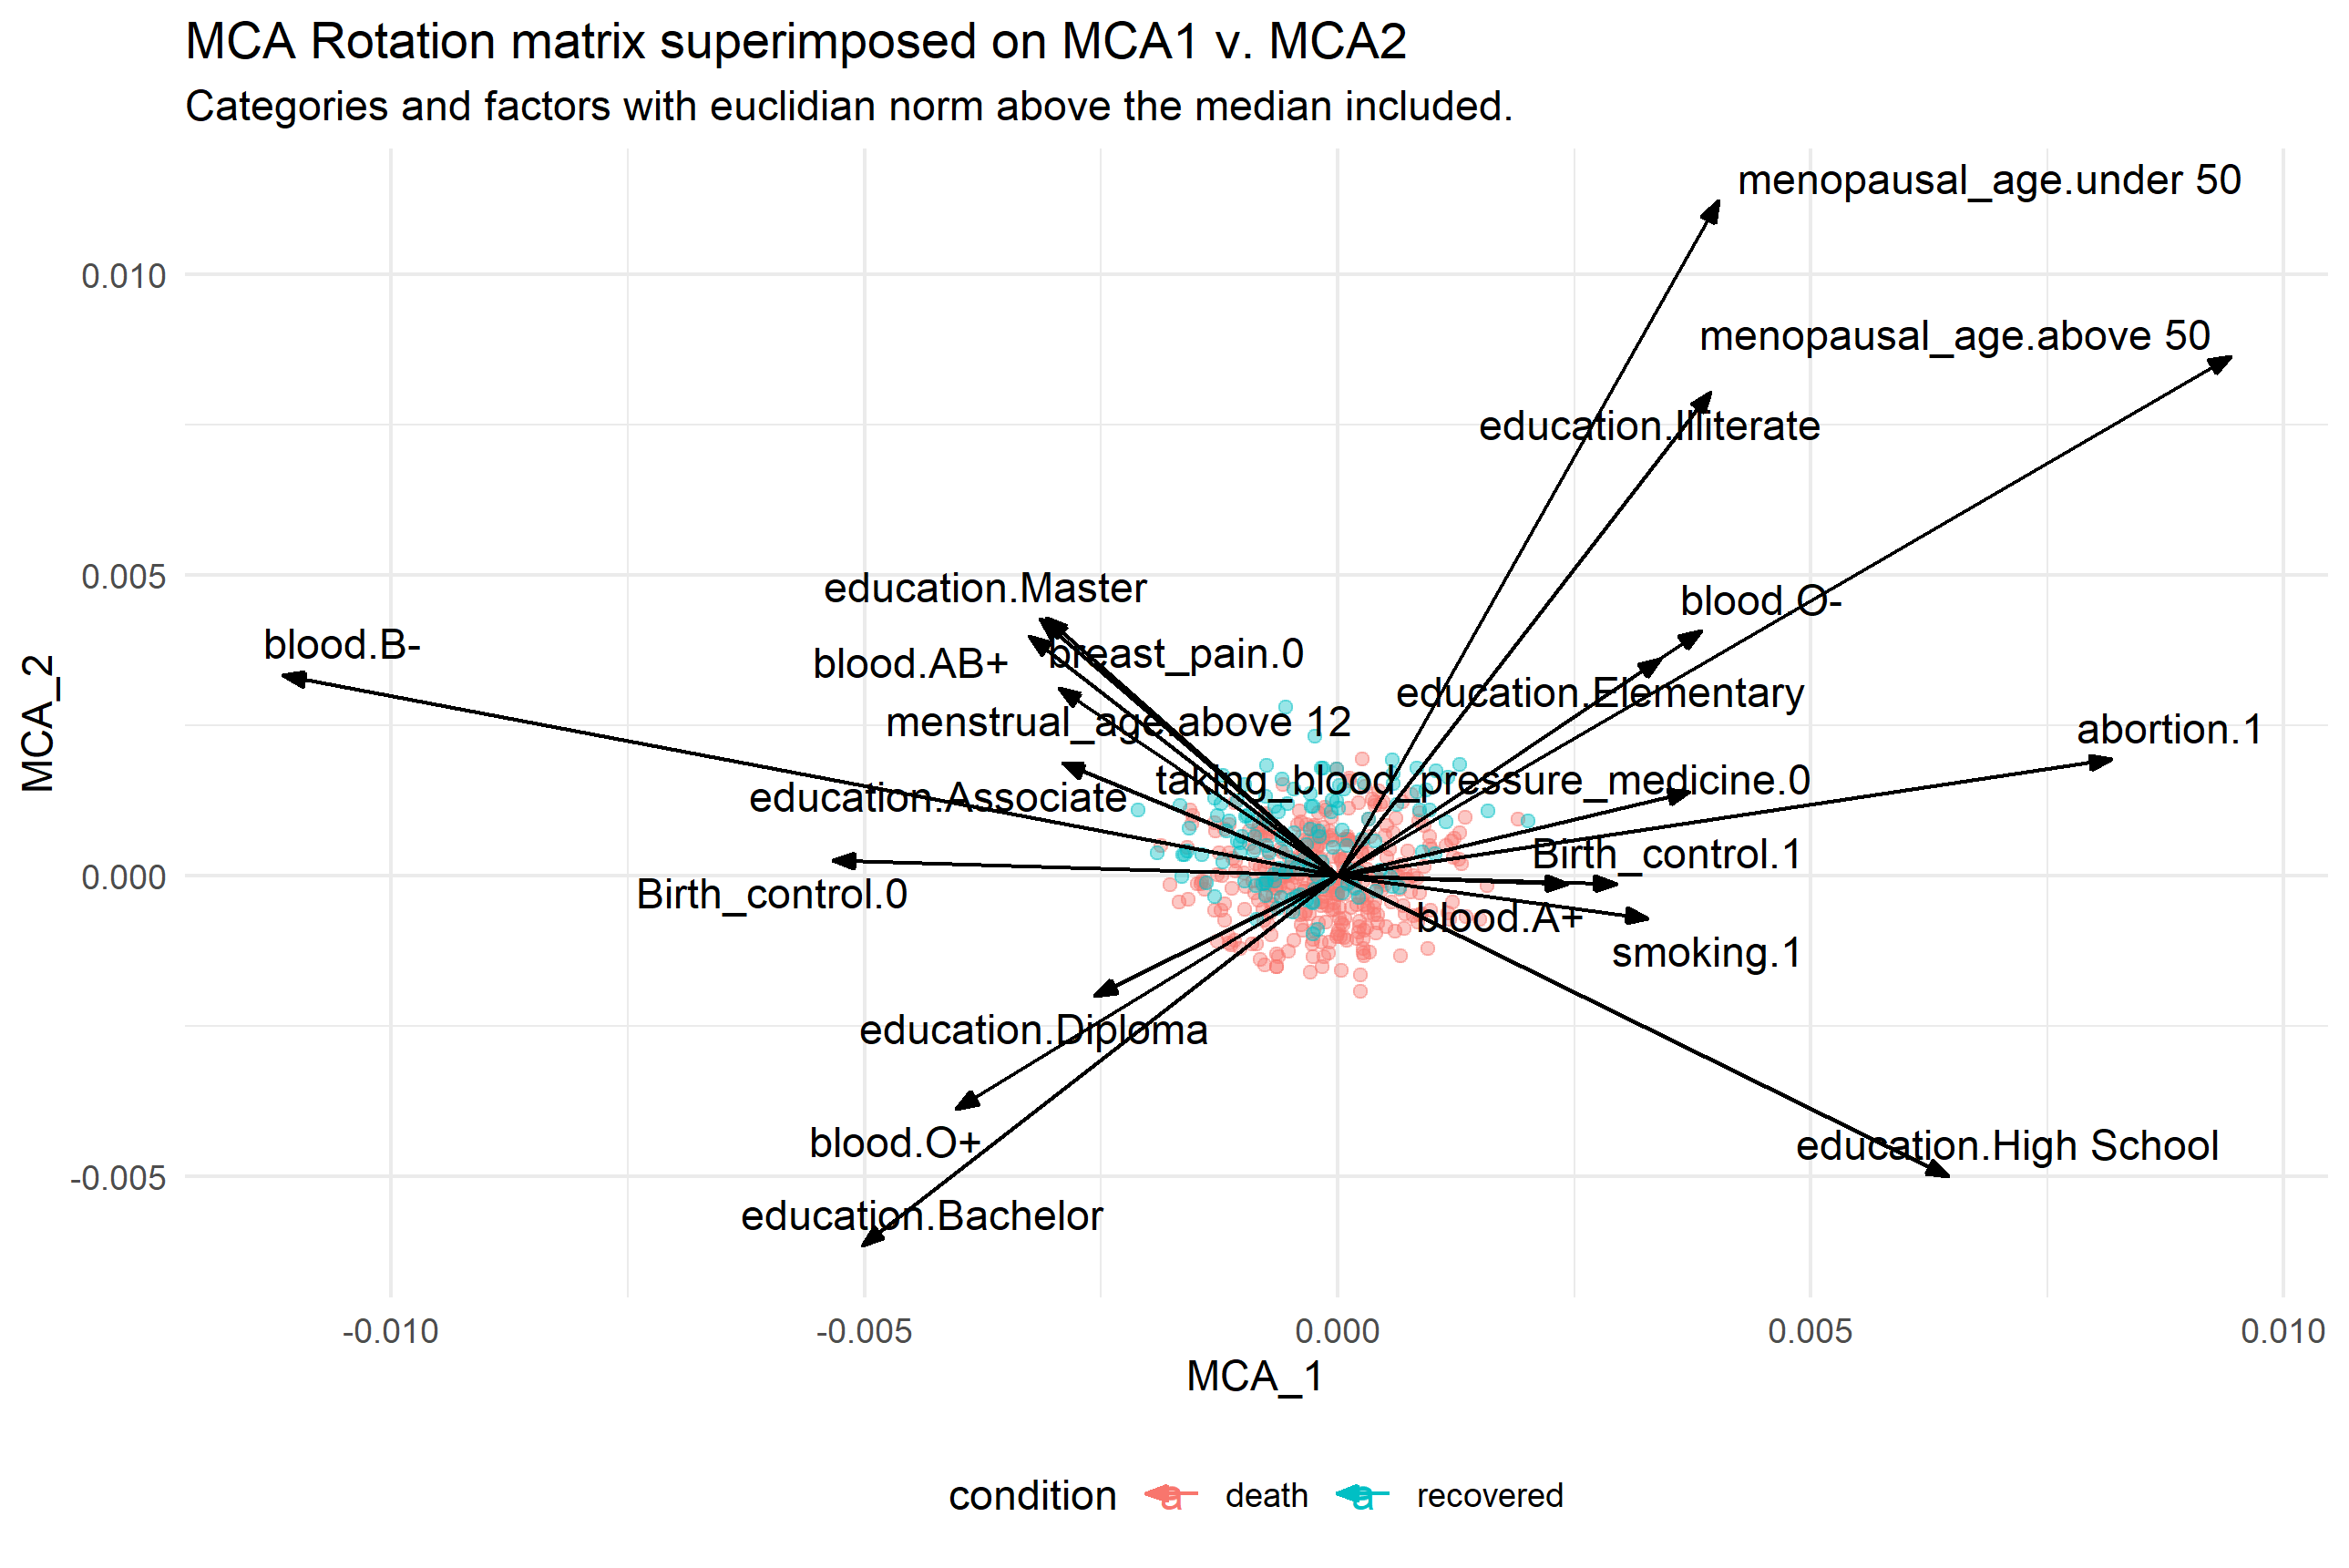 MCA Rotation matrix superimposed on MCA1 v. MCA2
Categories and factors with euclidian norm above the median included.
menopausal_age.under 50
0.010
menopausal_age.above 50
education.Illiterate
0.005
education.Master
blood.O-
blood.B-
blood.AB+
breast_pain.0
education.Elementary
MCA_2
menstrual_age.above 12
abortion.1
taking_blood_pressure_medicine.0
education.Associate
Birth_control.1
0.000
Birth_control.0
blood.A+
smoking.1
education.Diploma
blood.O+
education.High School
-0.005
education.Bachelor
-0.010
-0.005
0.000
0.005
0.010
MCA_1
condition
a
death
a
recovered